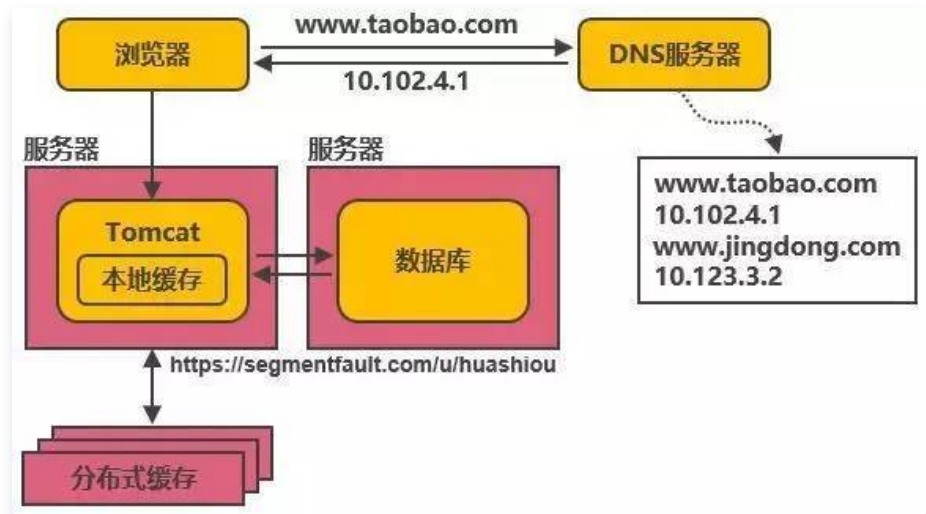 www.taobao.com
浏览器
DNS服务器
10.102.4.1
服务器
服务器
www.taobao.com
10.102.4.1
www.jingdong.com
10.123.3.2
Tomcat
本地缓存
数据库
https://segmentfault.com/u/huashiou
分布式缓存